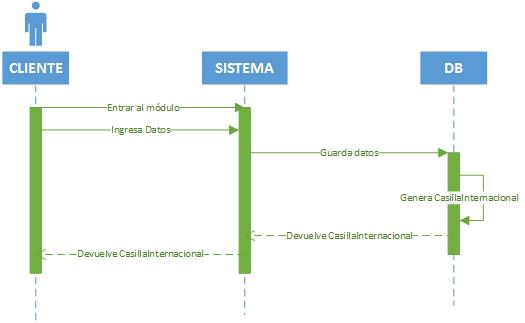 CLIENTE
SISTEMA
DB
Entrar al módulo
Ingresa Datos
Guarda datos
Genera CasillaInternacional
Devuelve CasillaInternacional
Devuelve CasillaInternacional